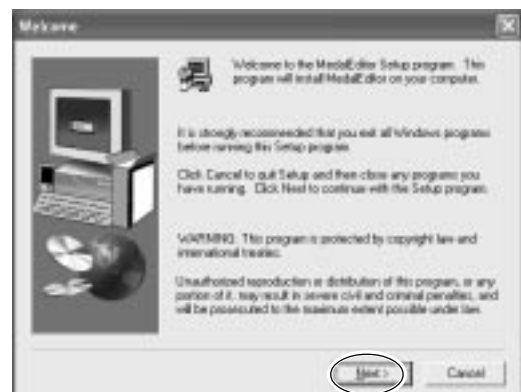 Welcome
Welcome to the MedalEditor Setup program. This
program will install MedalEditor on your computer.
It is strongly recommended that you exit all Windows programs
before running this Setup program.
Click Cancel to quit Setup and then close any programs you
have running. Click Next to continue with the Setup program.
WARNING: This program is protected by copyright law and
international treaties.
Unauthorized reproduction or distribution of this program, or any
portion of it, may result in severe civil and criminal penalties, and
will be prosecuted to the maximum extent possible under law.
Next >
Cancel